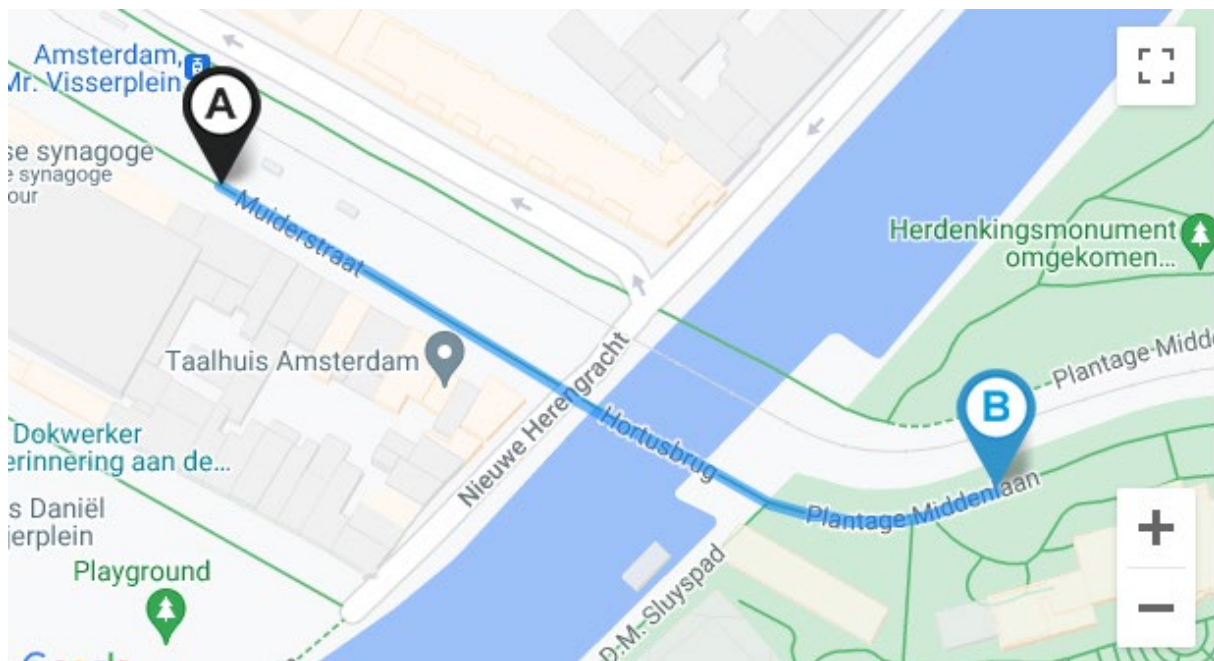 Amsterdam,
Mr. Visserplein
A
se synagoge
e synagoge
our
Muiderstraat
Herdenkingsmonument
omgekomen...
Taalhuis Amsterdam
Nieuwe Herengracht
Plantage Midd
B
Hortusbrug
Dokwerker
erinnering aan de...
Plantage Middenlaan
s Daniël
jerplein
Playground
D.M. Sluyspad